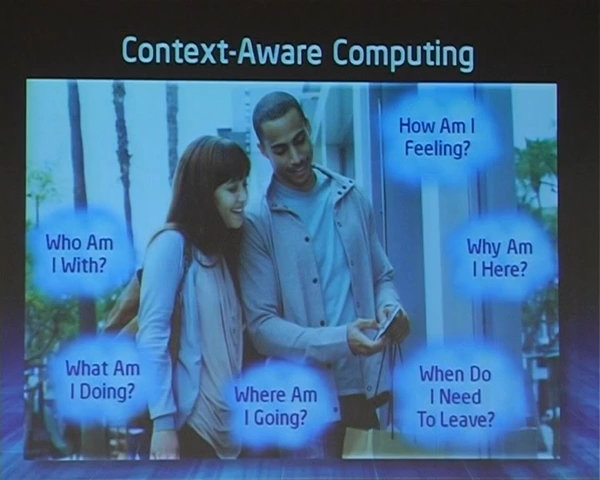 Context-Aware Computing
How Am I
Feeling?
Who Am
I With?
Why Am
I Here?
What Am
I Doing?
Where Am
I Going?
When Do
I Need
To Leave?